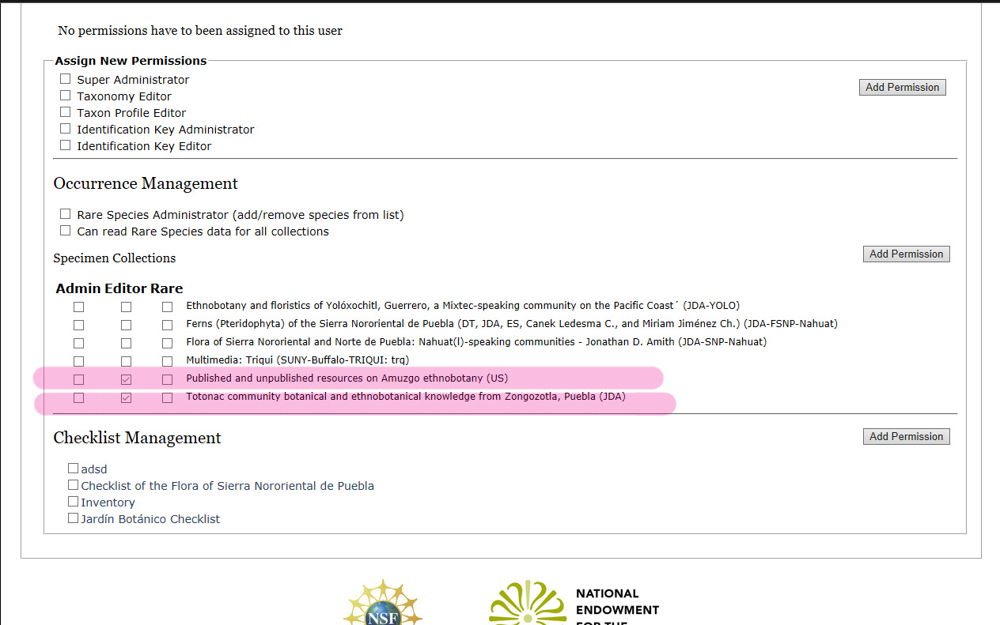 No permissions have to been assigned to this user
Assign New Permissions
Super Administrator
Add Permission
Taxonomy Editor
Taxon Profile Editor
Identification Key Administrator
Identification Key Editor
Occurrence Management
Rare Species Administrator (add/remove species from list)
Can read Rare Species data for all collections
Specimen Collections
Add Permission
Admin Editor Rare
Ethnobotany and floristics of Yolóxochitl, Guerrero, a Mixtec-speaking community on the Pacific Coast´ (JDA-YOLO)
Ferns (Pteridophyta) of the Sierra Nororiental de Puebla (DT, JDA, ES, Canek Ledesma C., and Miriam Jiménez Ch.) (JDA-FSNP-Nahuat)
Flora of Sierra Nororiental and Norte de Puebla: Nahuat(l)-speaking communities - Jonathan D. Amith (JDA-SNP-Nahuat)
Multimedia: Triqui (SUNY-Buffalo-TRIQUI: trq)
Published and unpublished resources on Amuzgo ethnobotany (US)
Totonac community botanical and ethnobotanical knowledge from Zongozotla, Puebla (JDA)
Checklist Management
Add Permission
adsd
Checklist of the Flora of Sierra Nororiental de Puebla
Inventory
Jardín Botánico Checklist
NSF
NATIONAL
ENDOWMENT
FOR THE